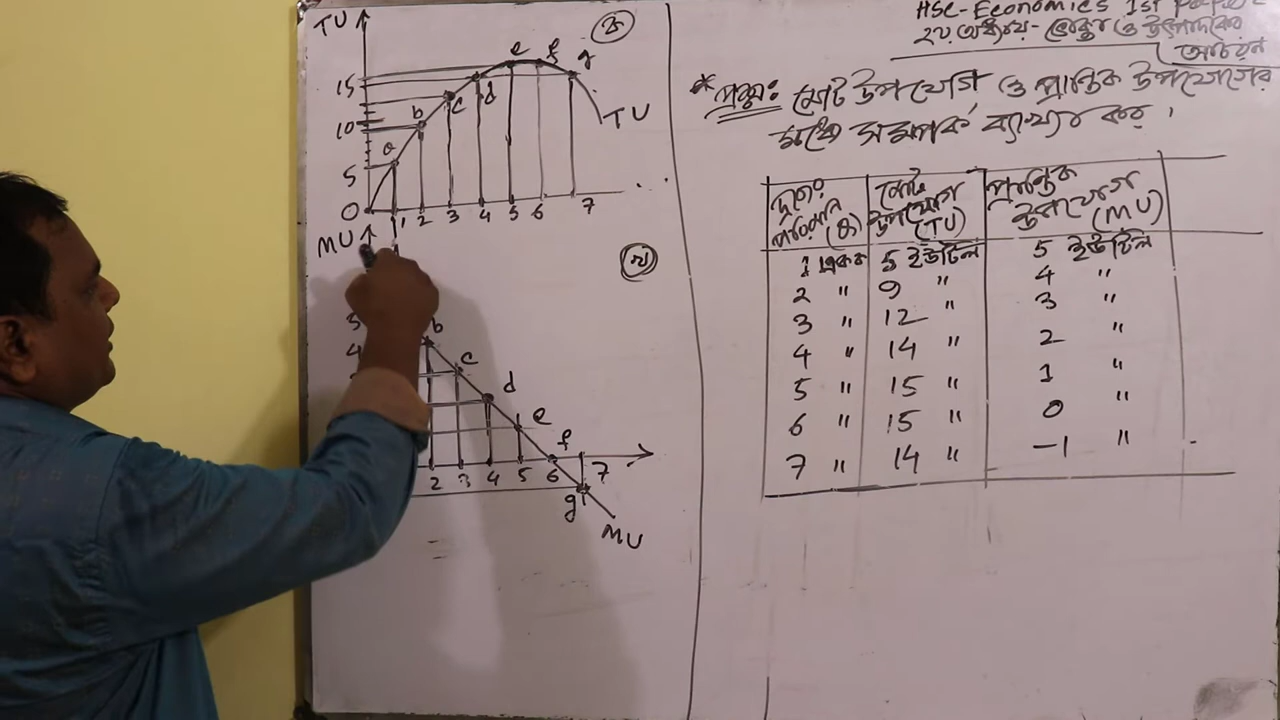 HSC-Economics 1st Paper
২য় অধ্যায়- ভোক্তা ও উৎপাদকের
আচরণ
*প্রশ্ন: মোট উপযোগ ও প্রান্তিক উপযোগের
মধ্যে সম্পর্ক ব্যাখ্যা কর।
TU
ক
15
10
5
0
a b c d e f g
TU
1 2 3 4 5 6 7
MU
খ
5
4
b c d e f
2 3 4 5 6 7
g
MU
দ্রব্যের পরিমাণ মোট উপযোগ (TU) প্রান্তিক উপযোগ (MU)
1 একক 5 ইউটিল 5 ইউটিল
2 " 9 " 4 "
3 " 12 " 3 "
4 " 14 " 2 "
5 " 15 " 1 "
6 " 15 " 0 "
7 " 14 " -1 "